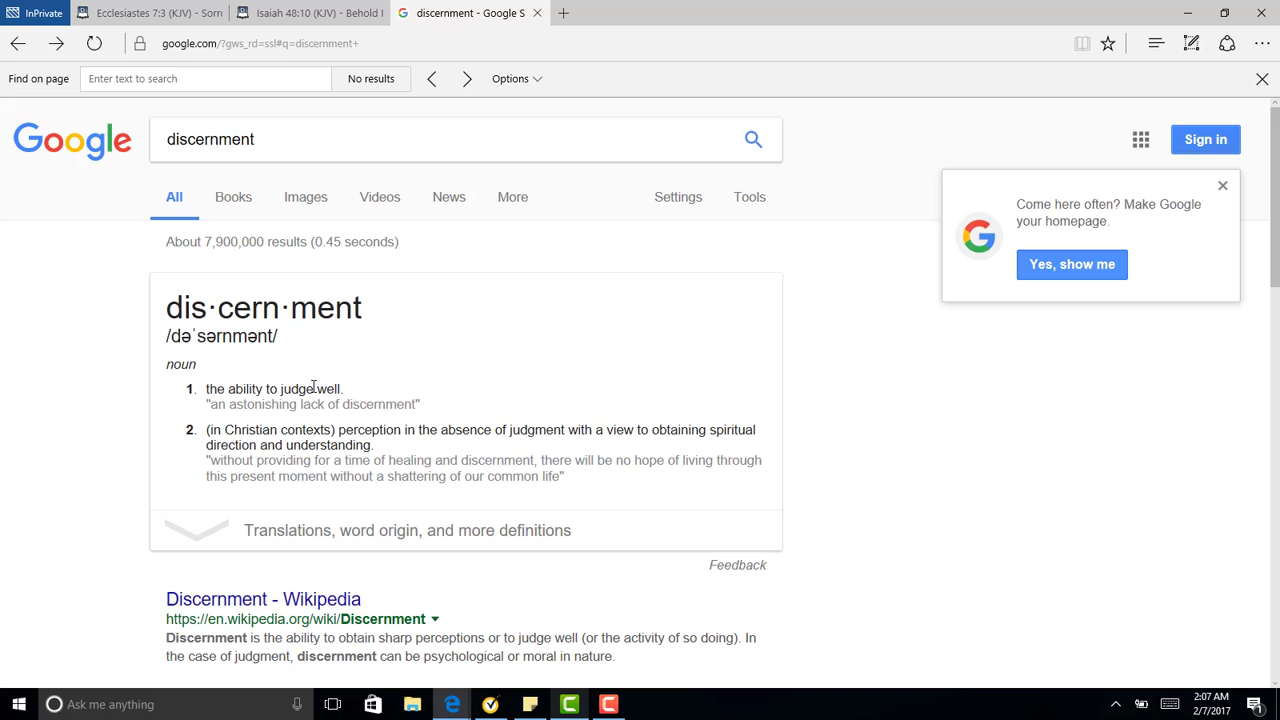 InPrivate
Ecclesiastes 7:3 (KJV) - Sorro
Isaiah 48:10 (KJV) - Behold I
discernment - Google S
google.com/?gws_rd=ssl#q=discernment+
Find on page
Enter text to search
No results
Options
Google
discernment
Sign in
All
Books
Images
Videos
News
More
Settings
Tools
Come here often? Make Google
your homepage.
Yes, show me
About 7,900,000 results (0.45 seconds)
dis·cern·ment
/dəˈsərnmənt/
noun
1. the ability to judge well.
"an astonishing lack of discernment"
2. (in Christian contexts) perception in the absence of judgment with a view to obtaining spiritual
direction and understanding.
"without providing for a time of healing and discernment, there will be no hope of living through
this present moment without a shattering of our common life"
Translations, word origin, and more definitions
Feedback
Discernment - Wikipedia
https://en.wikipedia.org/wiki/Discernment
Discernment is the ability to obtain sharp perceptions or to judge well (or the activity of so doing). In
the case of judgment, discernment can be psychological or moral in nature.
Ask me anything
2:07 AM
2/7/2017